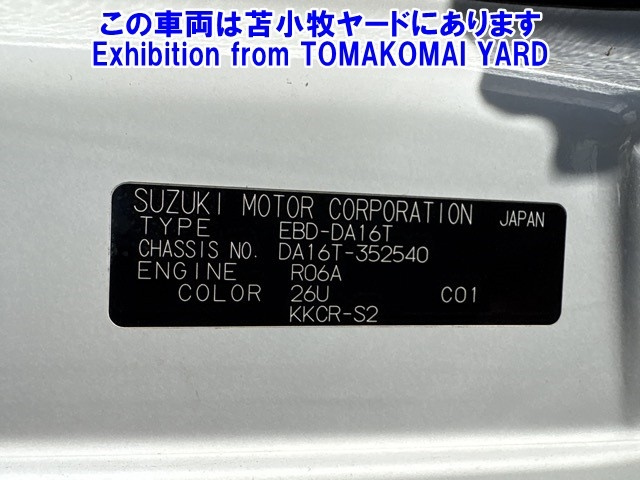 この車両は苫小牧ヤードにあります
Exhibition from TOMAKOMAI YARD
SUZUKI MOTOR CORPORATION JAPAN
TYPE EBD-DA16T
CHASSIS NO. DA16T-352540
ENGINE R06A
COLOR 26U C01
KKCR-S2